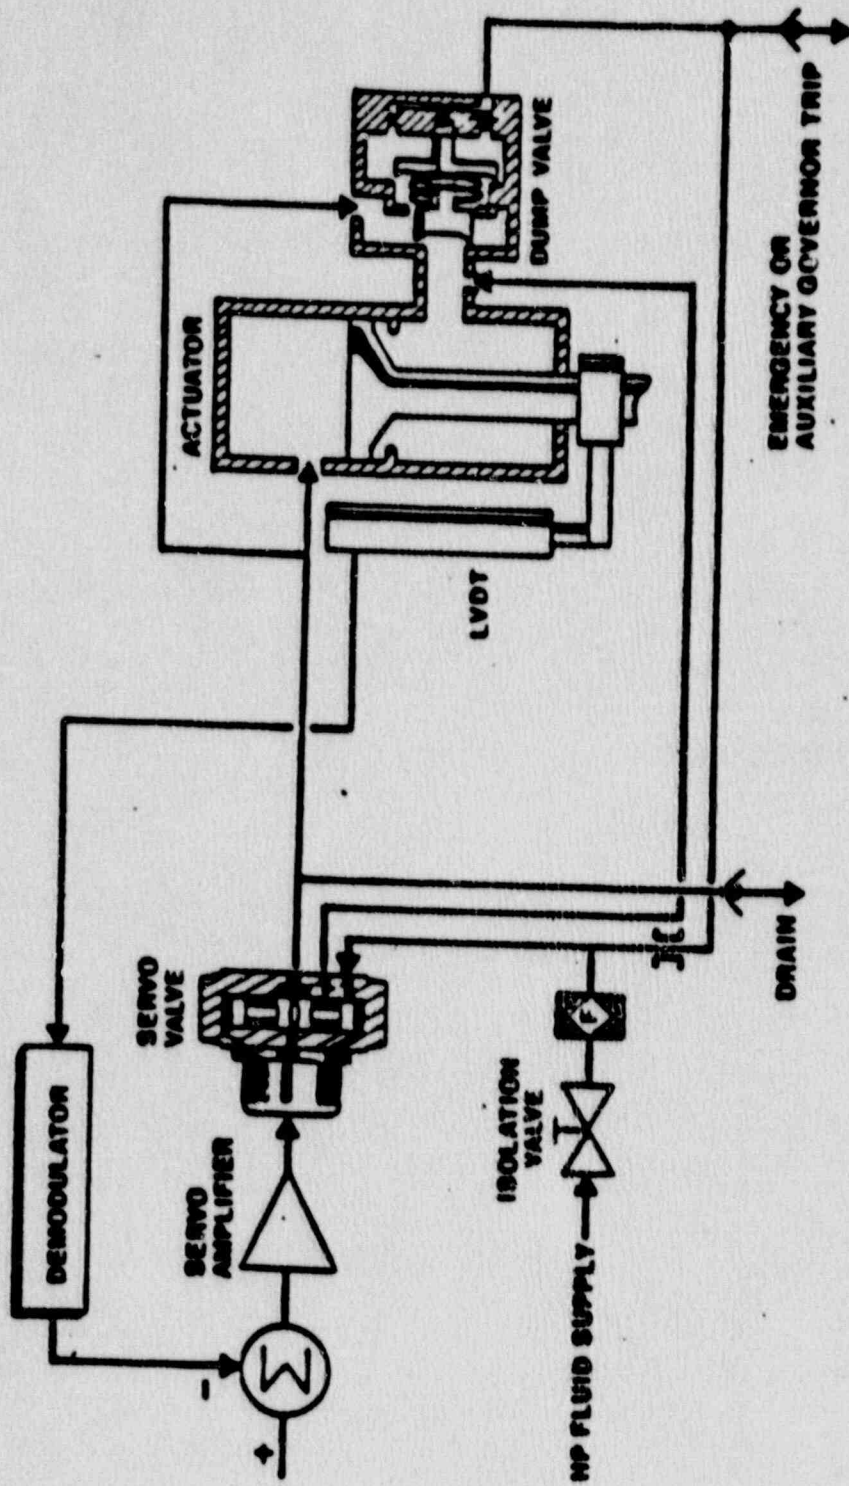 DEMODULATOR
+
-
Σ
SERVO
AMPLIFIER
SERVO
VALVE
ACTUATOR
DUMP VALVE
LVDT
HP FLUID SUPPLY
ISOLATION
VALVE
F
DRAIN
EMERGENCY OR
AUXILIARY GOVERNOR TRIP